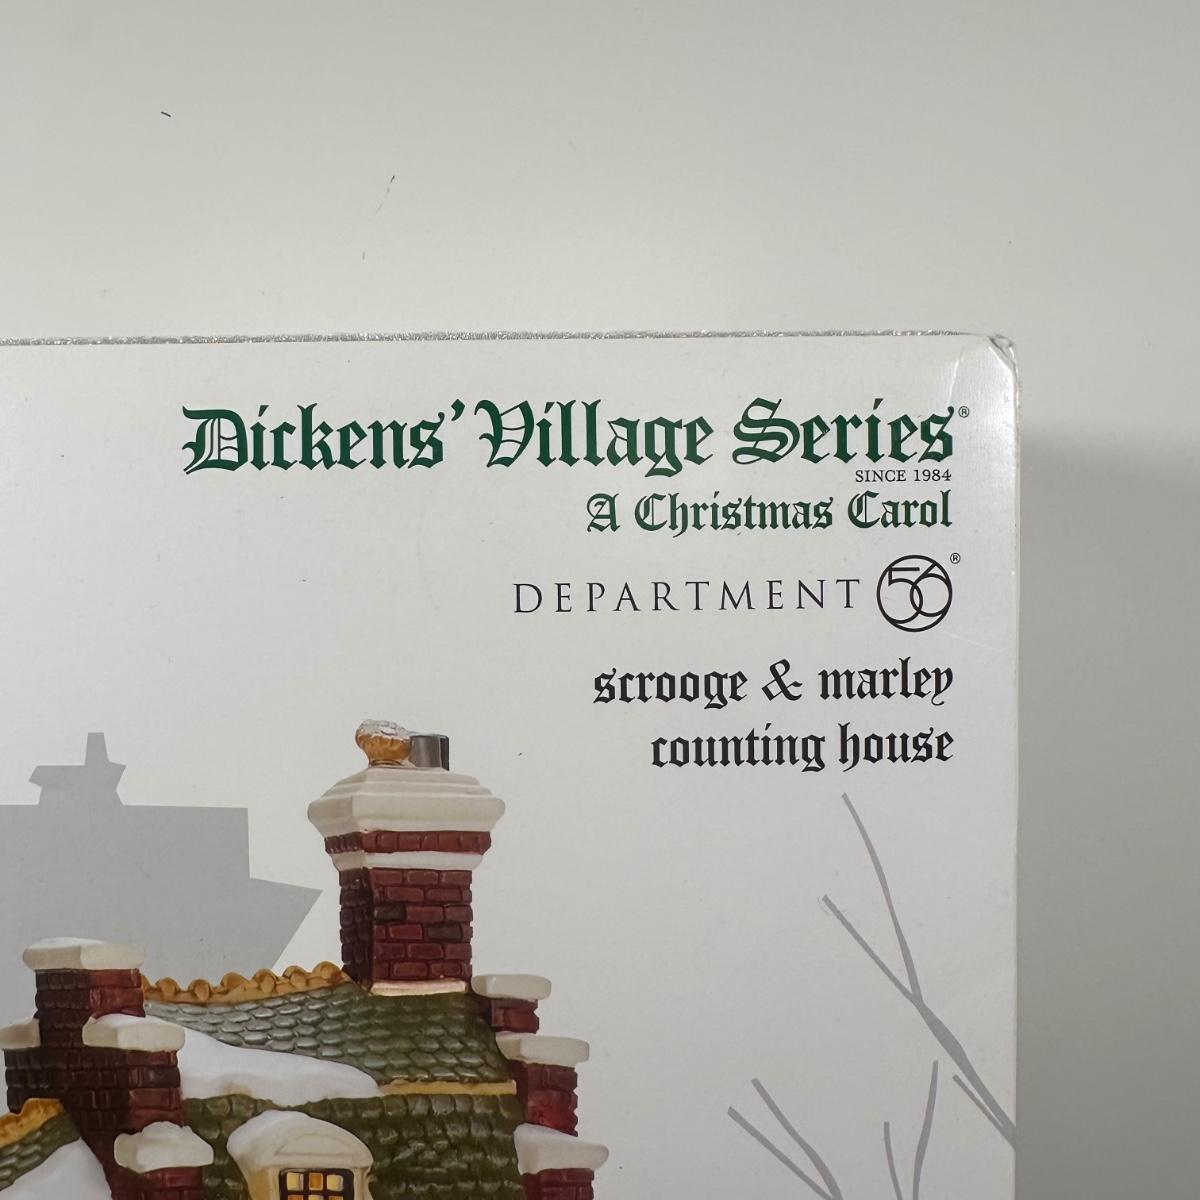 Dickens' Village Series®
SINCE 1984
A Christmas Carol
DEPARTMENT 56®
scrooge & marley
counting house